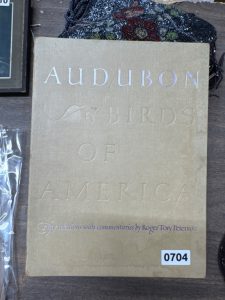 AUDUBON
BIRDS
OF
AMERICA
with commentaries by Roger Tory Peterson
0704